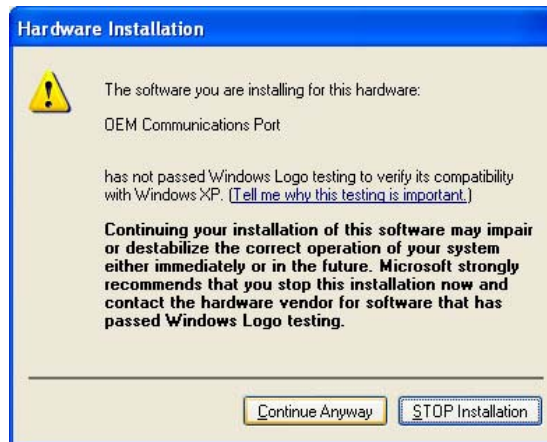 Hardware Installation
The software you are installing for this hardware:
OEM Communications Port
has not passed Windows Logo testing to verify its compatibility
with Windows XP. (Tell me why this testing is important.)
Continuing your installation of this software may impair
or destabilize the correct operation of your system
either immediately or in the future. Microsoft strongly
recommends that you stop this installation now and
contact the hardware vendor for software that has
passed Windows Logo testing.
Continue Anyway STOP Installation